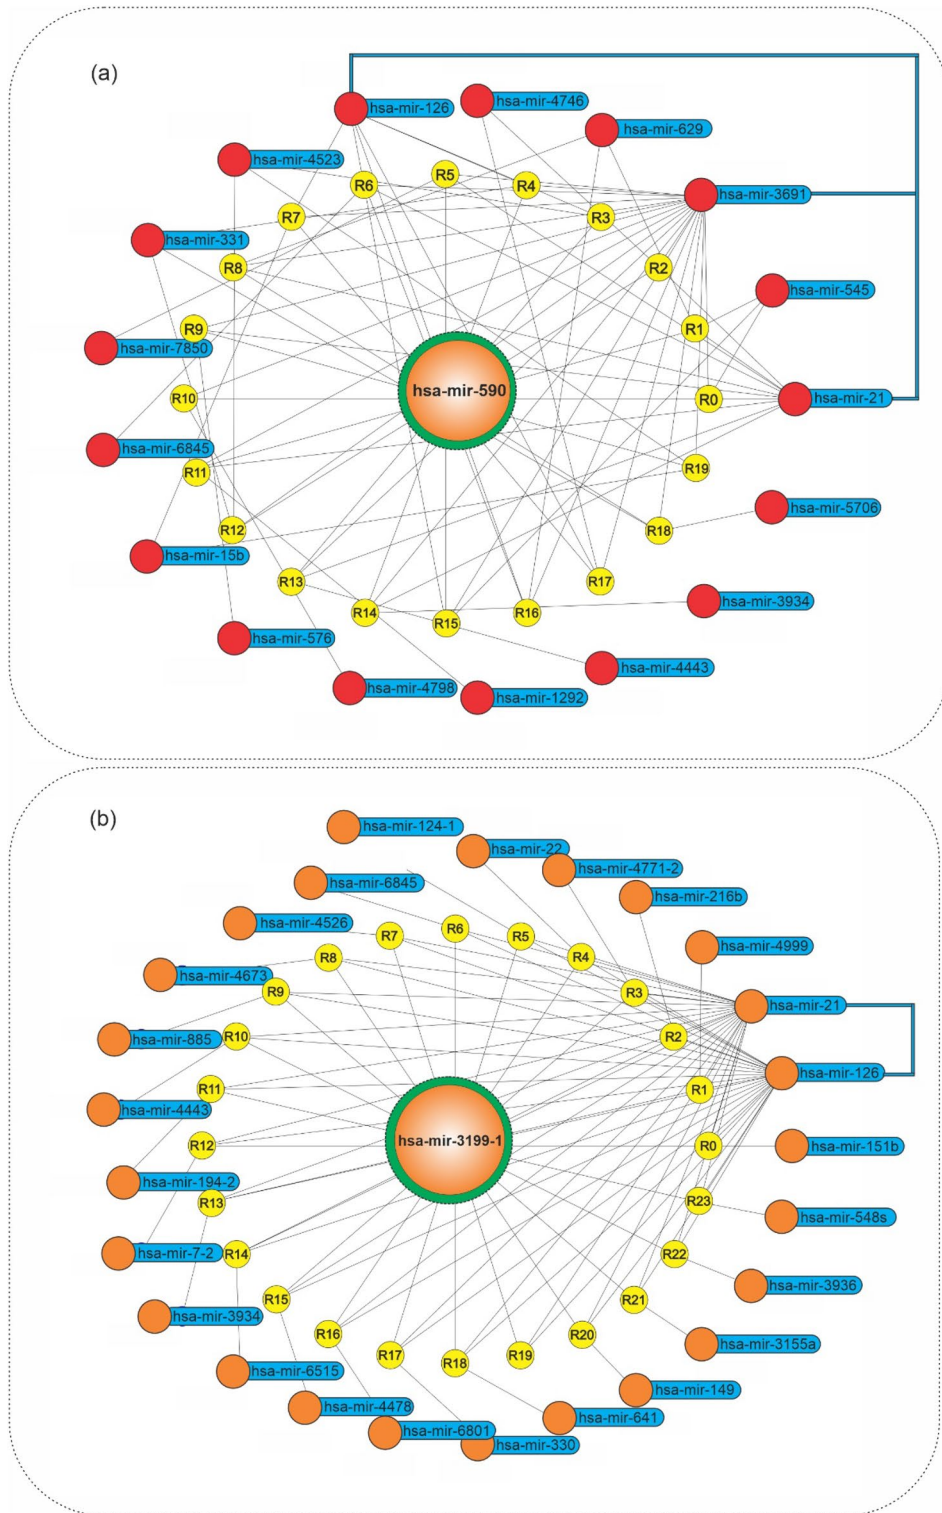 (a)
hsa-mir-126
hsa-mir-4746
hsa-mir-629
hsa-mir-4523
R5
R6
R4
hsa-mir-3691
R7
R3
hsa-mir-331
R8
R2
hsa-mir-545
R9
R1
hsa-mir-7850
hsa-mir-590
R10
R0
hsa-mir-21
hsa-mir-6845
R11
R19
hsa-mir-5706
R12
R18
hsa-mir-15b
R13
R17
hsa-mir-3934
R14
R15
R16
hsa-mir-576
hsa-mir-4443
hsa-mir-4798
hsa-mir-1292
(b)
hsa-mir-124-1
hsa-mir-22
hsa-mir-4771-2
hsa-mir-6845
hsa-mir-216b
hsa-mir-4526
R6
R7
R5
hsa-mir-4999
R8
R4
hsa-mir-4673
R9
R3
hsa-mir-21
hsa-mir-885
R10
R2
hsa-mir-126
R11
R1
hsa-mir-4443
hsa-mir-3199-1
R12
R0
hsa-mir-151b
hsa-mir-194-2
R13
R23
hsa-mir-548s
hsa-mir-7-2
R14
R22
hsa-mir-3936
R15
R21
hsa-mir-3934
R16
R20
hsa-mir-3155a
R17
R18
R19
hsa-mir-6515
hsa-mir-149
hsa-mir-4478
hsa-mir-641
hsa-mir-6801
hsa-mir-330